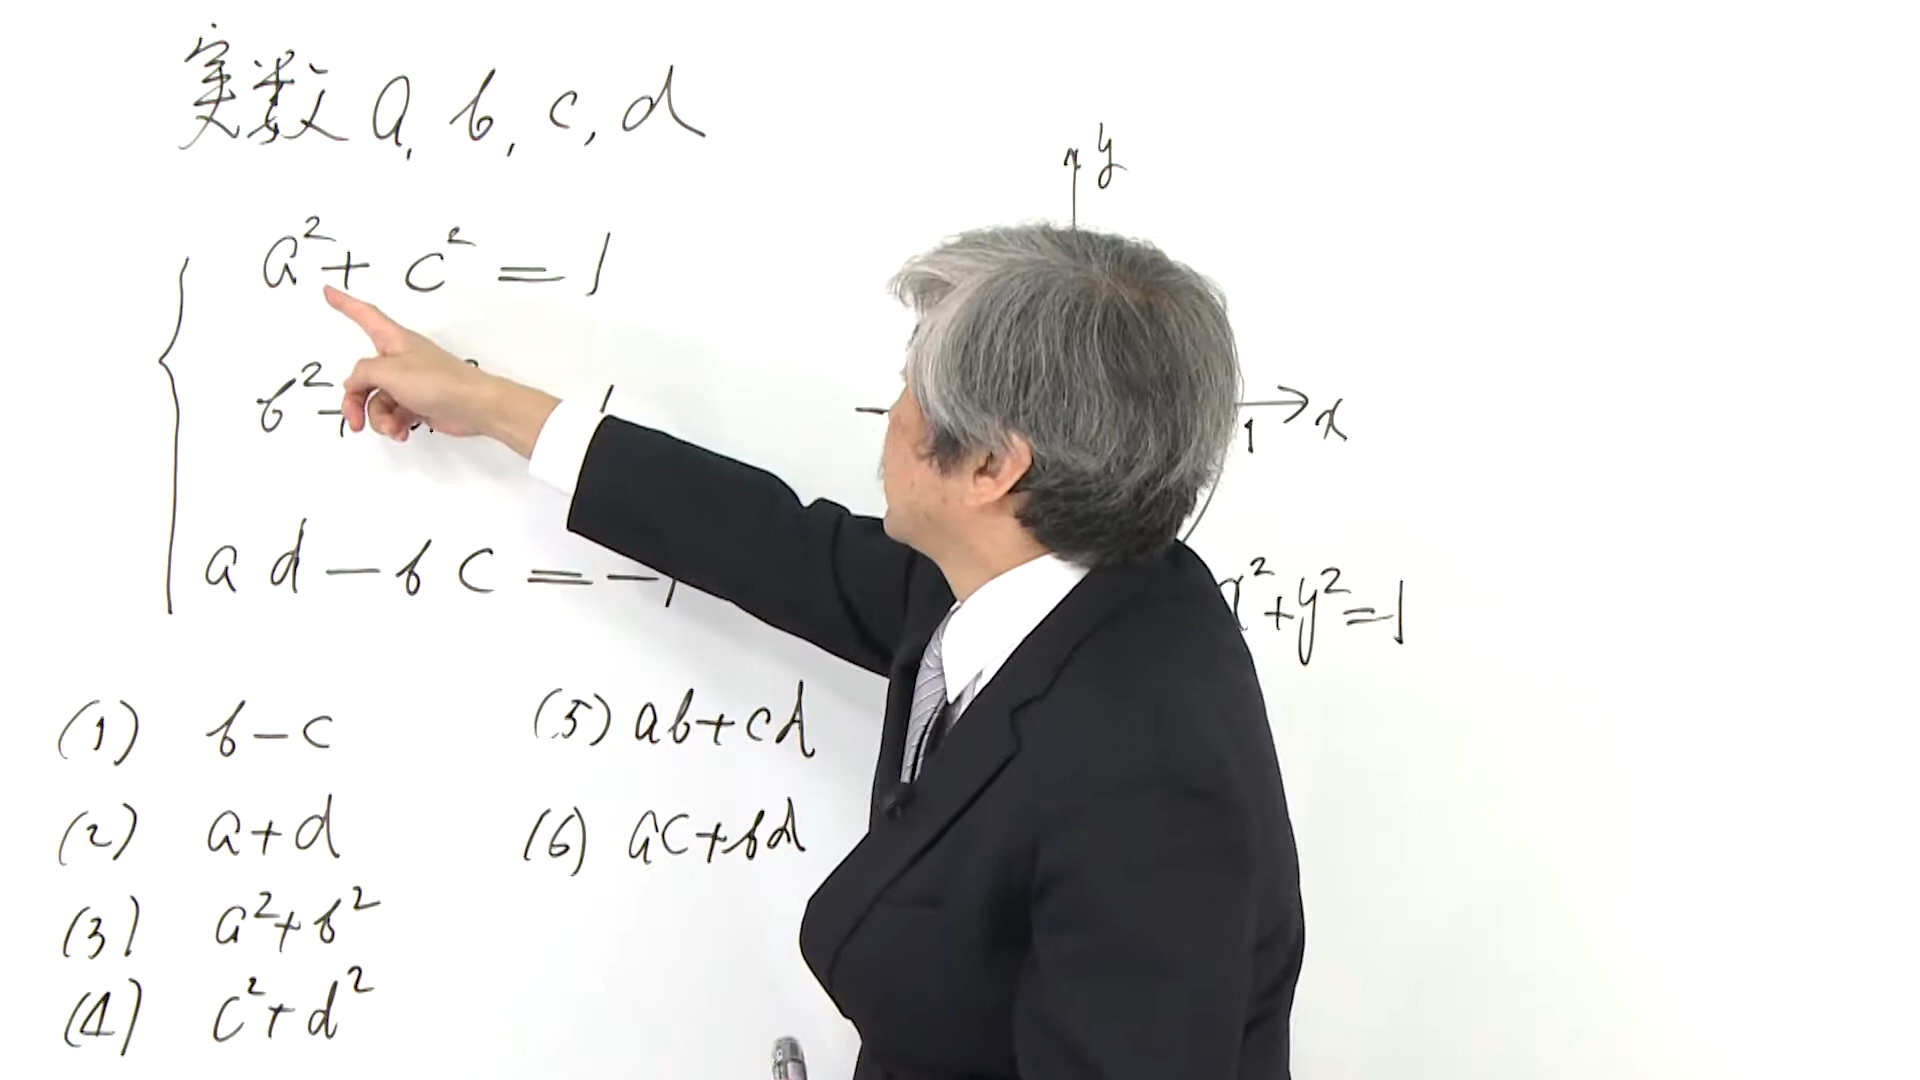 実数 a, b, c, d
a² + c² = 1
b² +
ad - bc = -1
(1) b - c
(2) a + d
(3) a² + b²
(4) c² + d²
(5) ab + cd
(6) ac + bd
y
x
1
x² + y² = 1